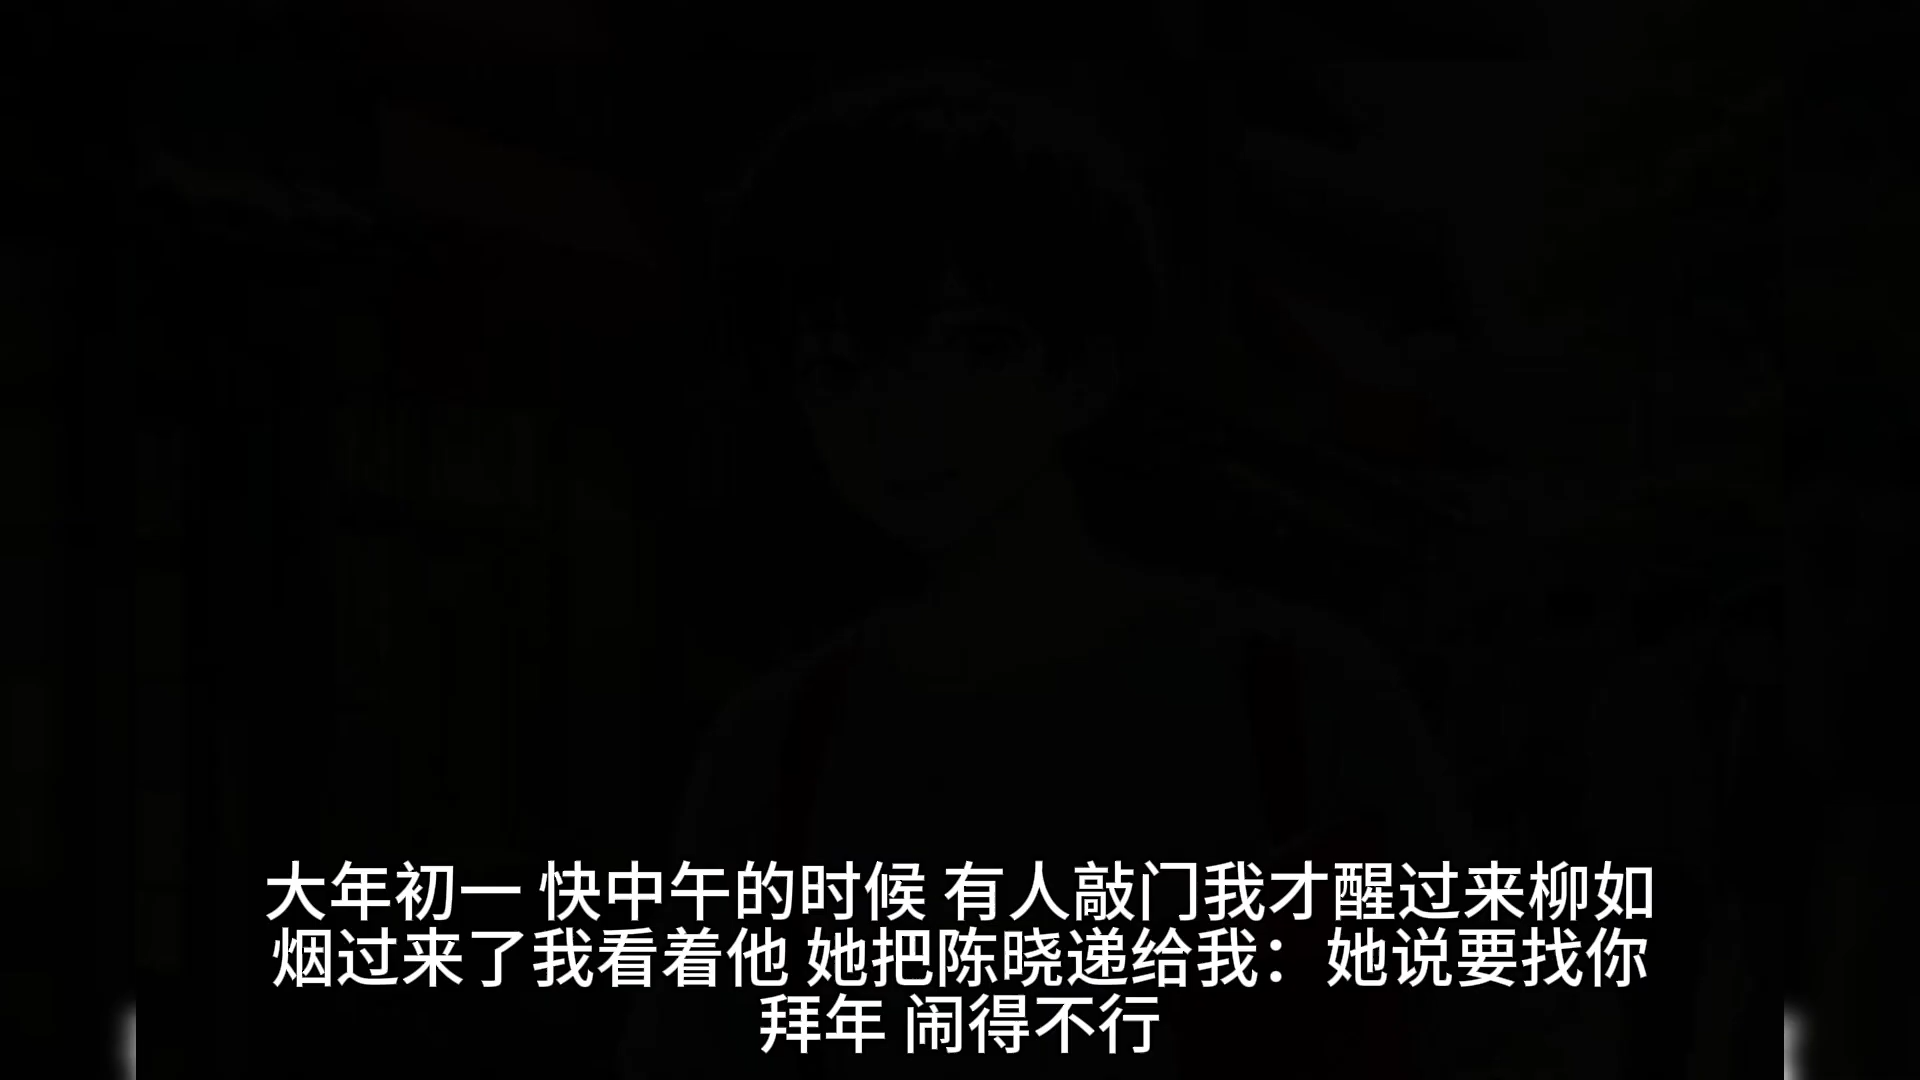 大年初一 快中午的时候 有人敲门我才醒过来柳如
烟过来了我看着他 她把陈晓递给我：她说要找你
拜年 闹得不行